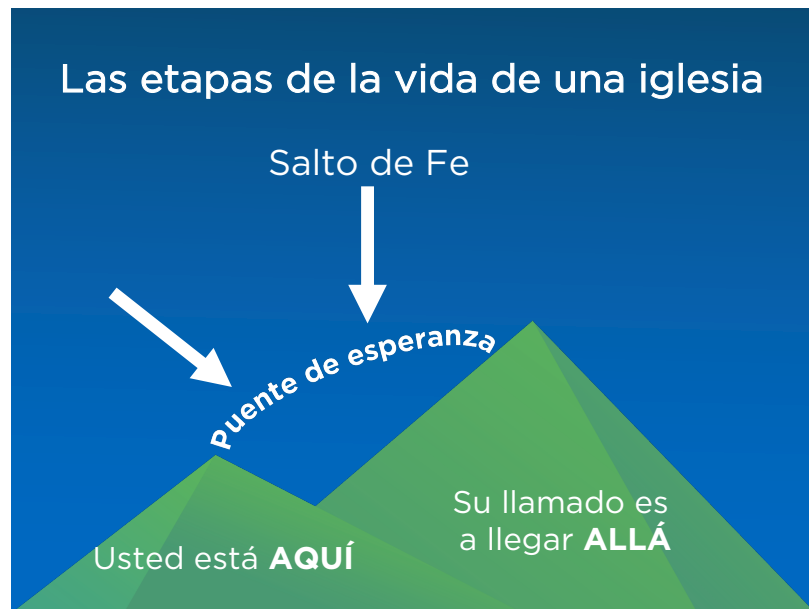 Las etapas de la vida de una iglesia
Salto de Fe
Puente de esperanza
Su llamado es
a llegar ALLÁ
Usted está AQUÍ